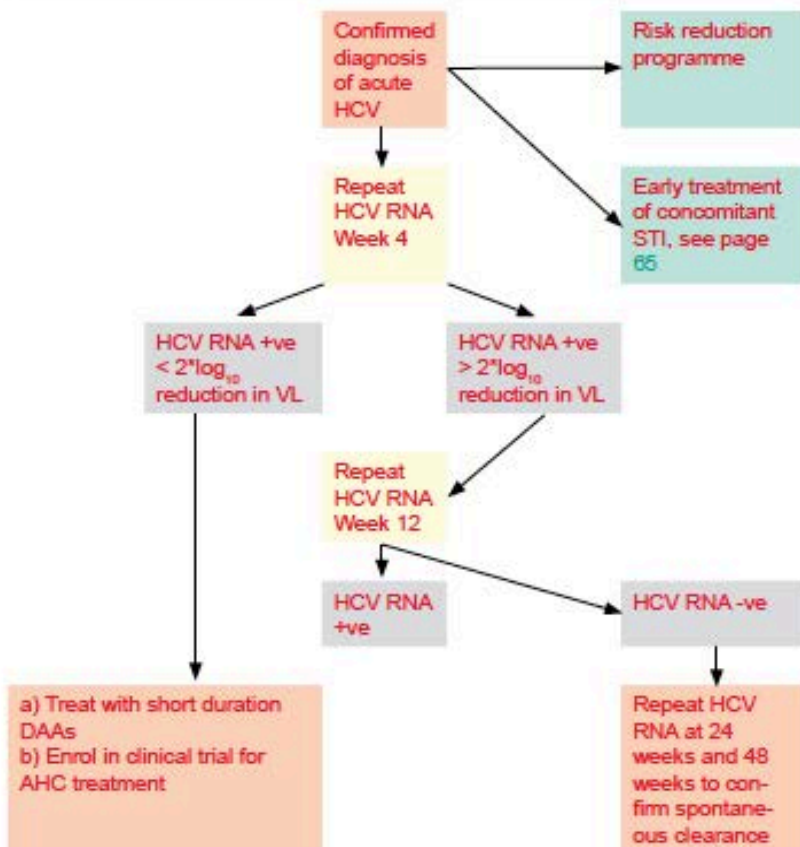 Confirmed
diagnosis
of acute
HCV
Risk reduction
programme
Repeat
HCV RNA
Week 4
Early treatment
of concomitant
STI, see page
65
HCV RNA +ve
< 2*log₁₀
reduction in VL
HCV RNA +ve
> 2*log₁₀
reduction in VL
Repeat
HCV RNA
Week 12
HCV RNA
+ve
HCV RNA -ve
a) Treat with short duration
DAAs
b) Enrol in clinical trial for
AHC treatment
Repeat HCV
RNA at 24
weeks and 48
weeks to con-
firm spontane-
ous clearance